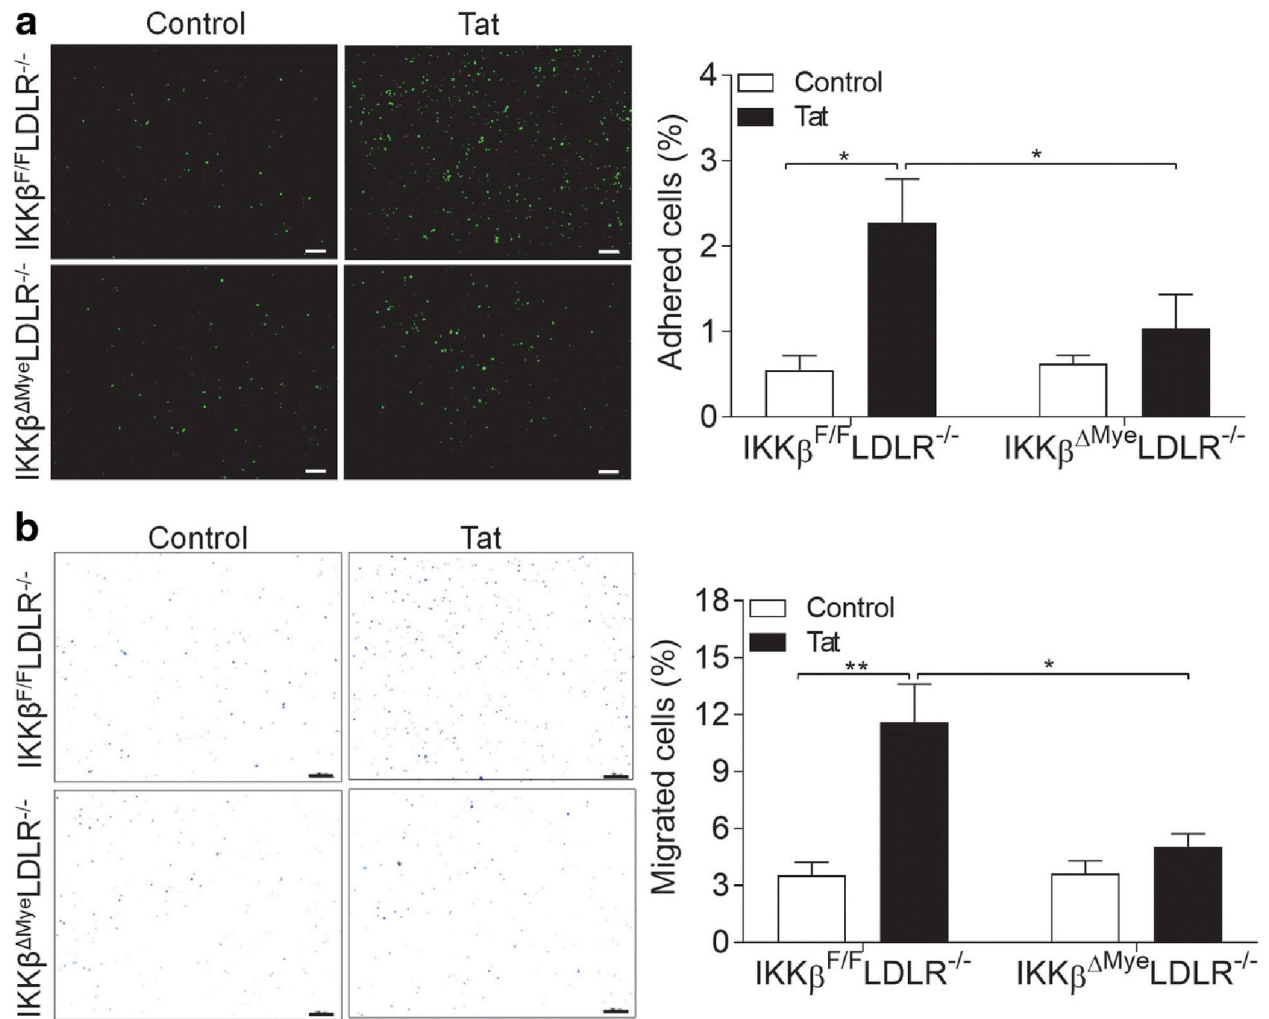 a
Control Tat
IKKβF/FLDLR-/-
IKKβΔMyeLDLR-/-
4
3
2
1
0
Adhered cells (%)
Control
Tat
*
*
IKKβF/FLDLR-/- IKKβΔMyeLDLR-/-
b
Control Tat
IKKβF/FLDLR-/-
IKKβΔMyeLDLR-/-
18
15
12
9
6
3
0
Migrated cells (%)
Control
Tat
**
*
IKKβF/FLDLR-/- IKKβΔMyeLDLR-/-